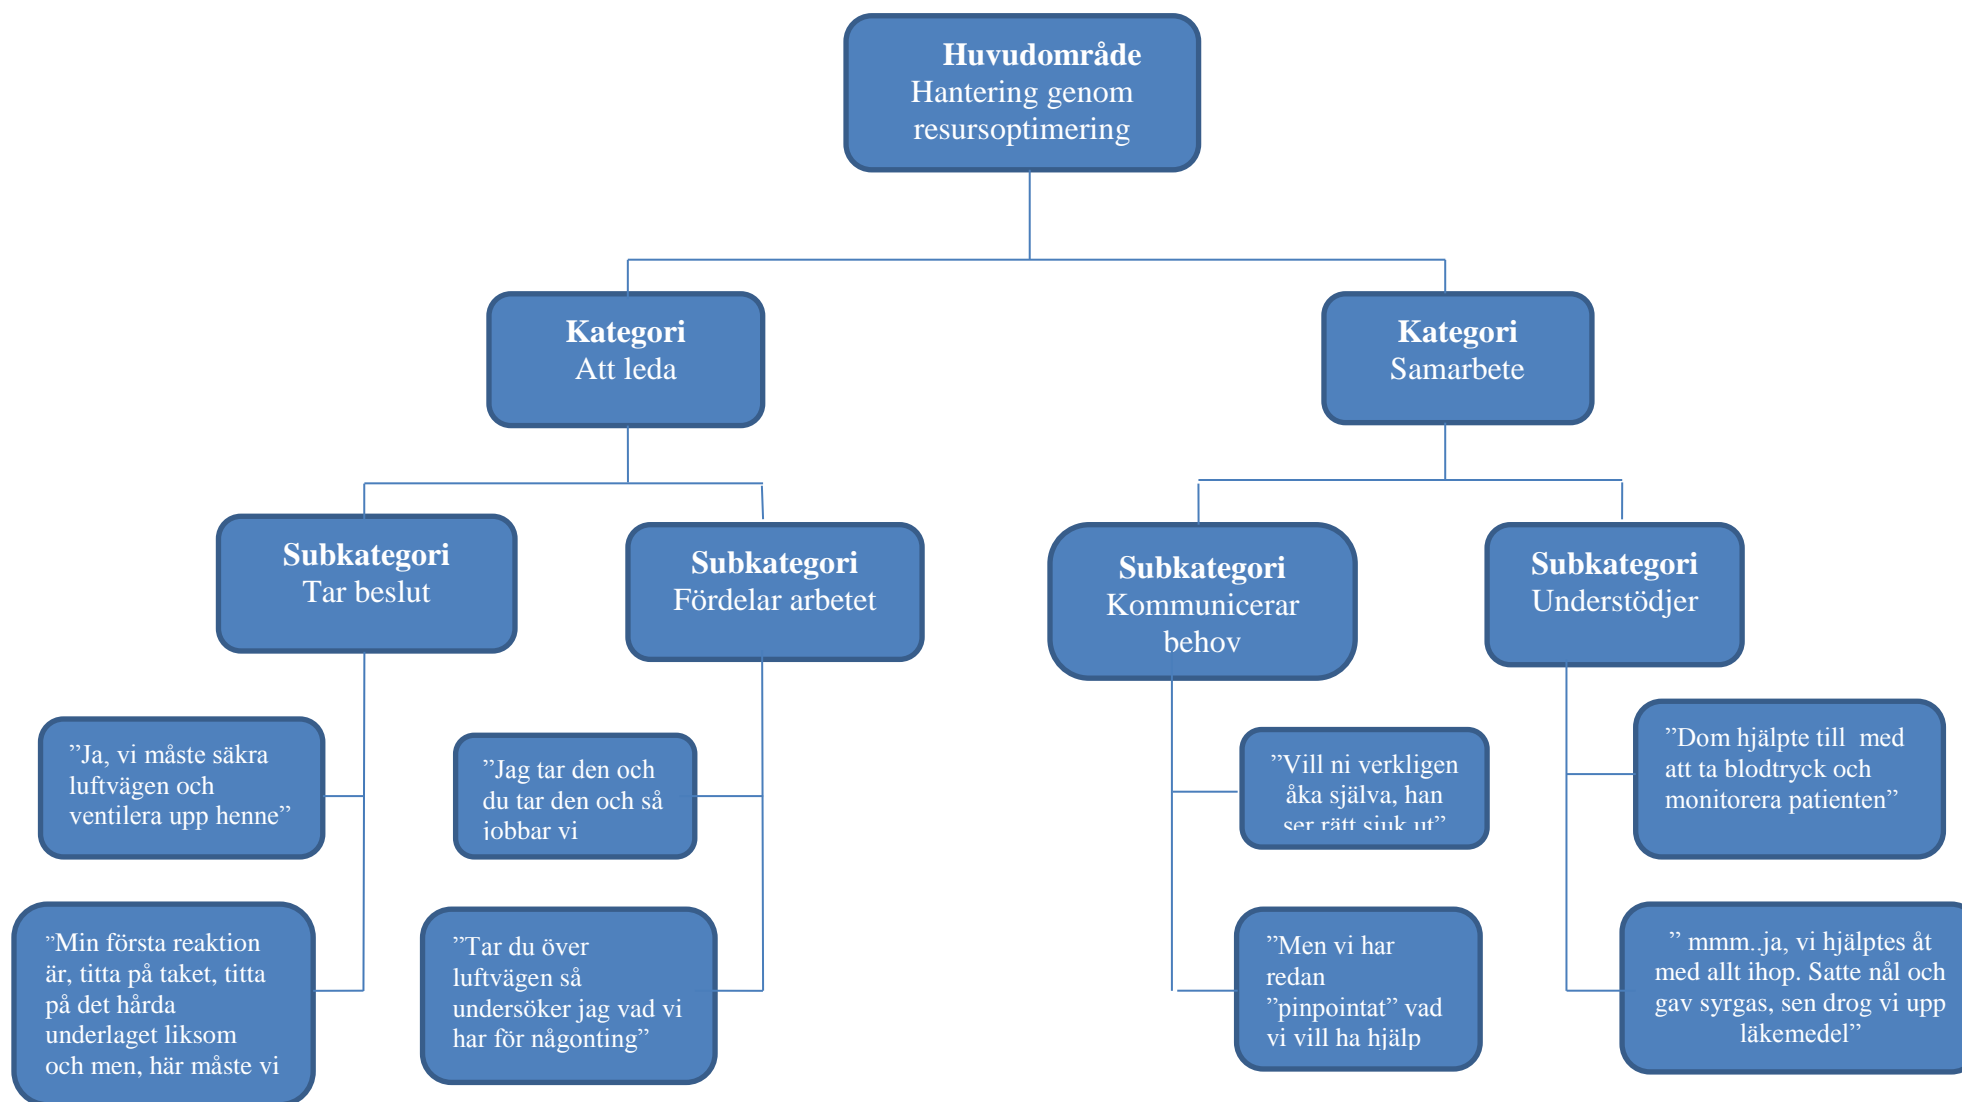 Huvudområde
Hantering genom
resursoptimering
Kategori
Att leda
Kategori
Samarbete
Subkategori
Tar beslut
Subkategori
Fördelar arbetet
Subkategori
Kommunicerar
behov
Subkategori
Understödjer
”Ja, vi måste säkra
luftvägen och
ventilera upp henne”
”Jag tar den och
du tar den och så
jobbar vi
”Vill ni verkligen
åka själva, han
ser rätt sjuk ut”
”Dom hjälpte till  med
att ta blodtryck och
monitorera patienten”
”Min första reaktion
är, titta på taket, titta
på det hårda
underlaget liksom
och men, här måste vi
”Tar du över
luftvägen så
undersöker jag vad vi
har för någonting”
”Men vi har
redan
”pinpointat” vad
vi vill ha hjälp
” mmm..ja, vi hjälptes åt
med allt ihop. Satte nål och
gav syrgas, sen drog vi upp
läkemedel”